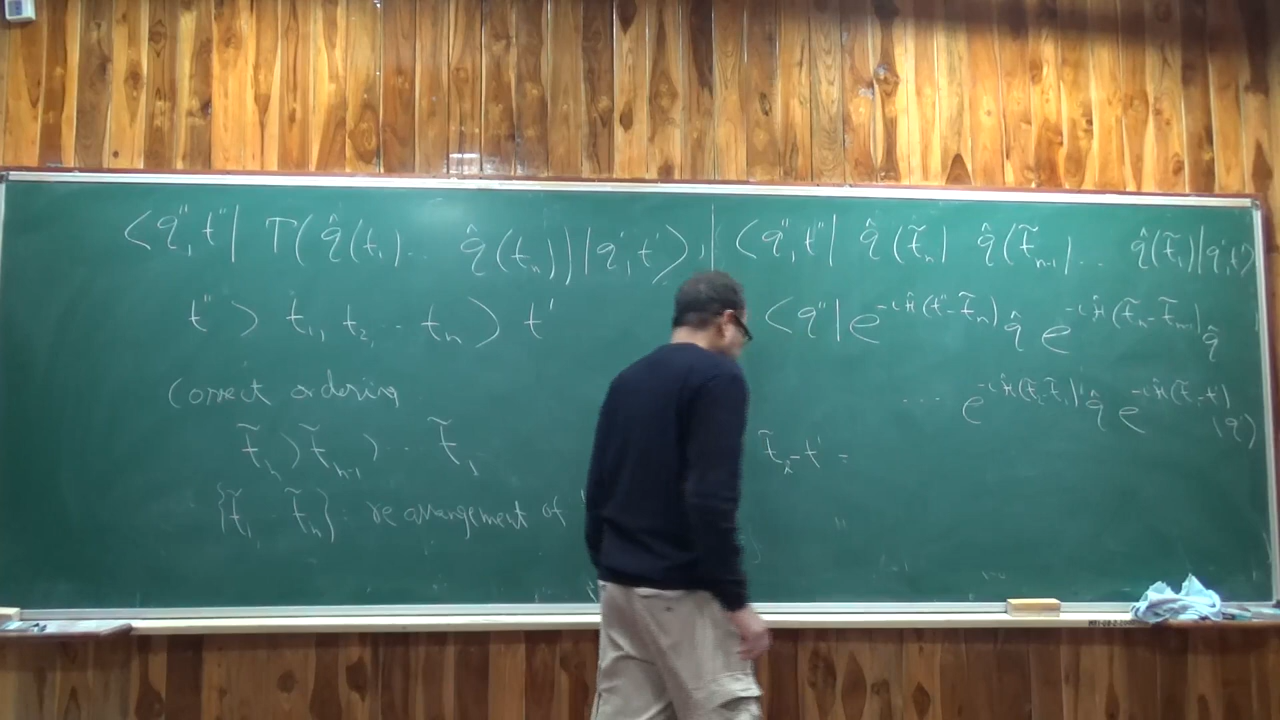 <q'',t''| T(q̂(t₁)... q̂(tₙ))|q',t'>,
t'' > t₁, t₂, ... tₙ > t'
Correct ordering
t̃ₙ > t̃ₙ₋₁ > ... t̃₁
{t̃₁ ... t̃ₙ}: rearrangement of
<q'',t''| q̂(t̃ₙ) q̂(t̃ₙ₋₁)... q̂(t̃₁)|q',t'>
<q''| e^{-iĤ(t''-t̃ₙ)} q̂ e^{-iĤ(t̃ₙ-t̃ₙ₋₁)} q̂
... e^{-iĤ(t̃₂-t̃₁)} q̂ e^{-iĤ(t̃₁-t')} |q'>
t̃₂-t' =